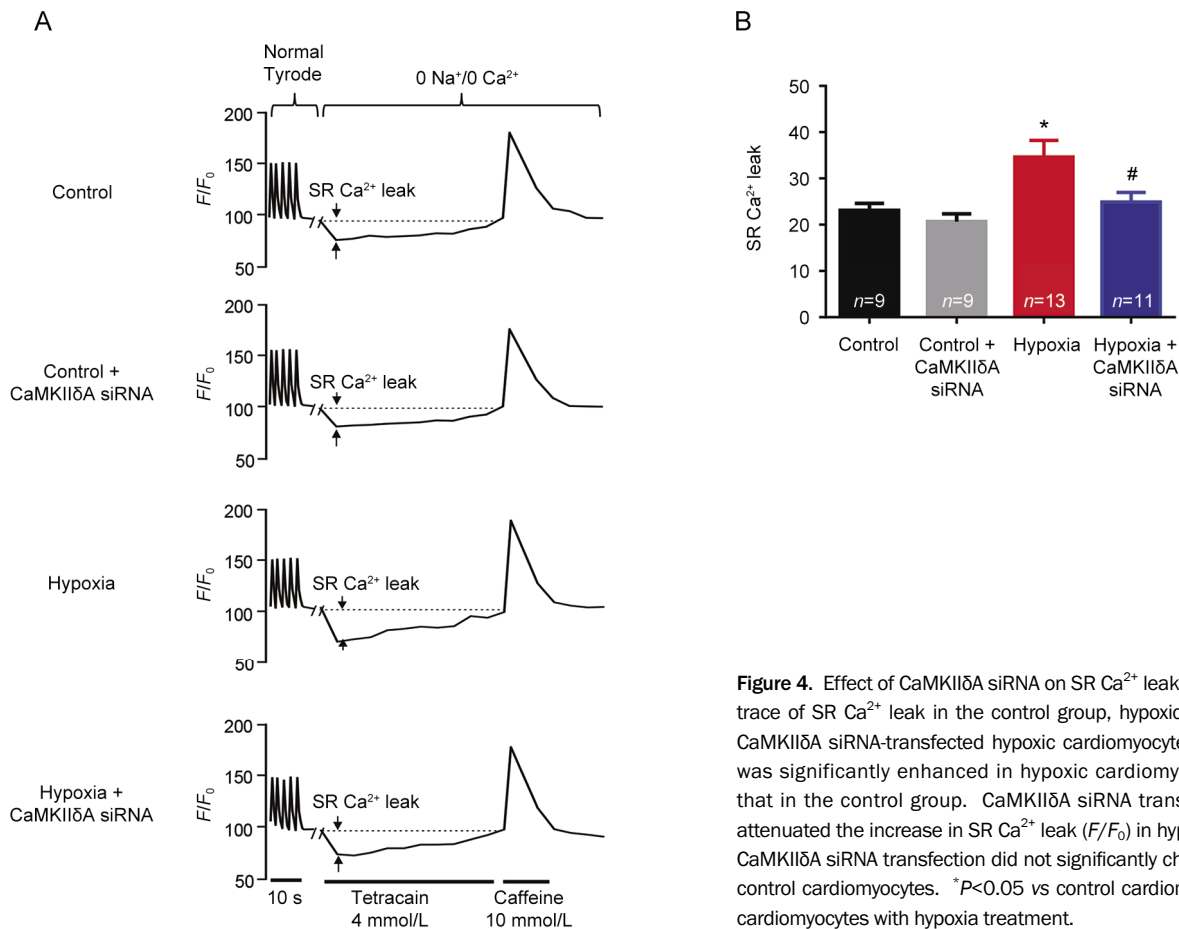 A
Normal
Tyrode
0 Na⁺/0 Ca²⁺
Control
F/F₀
200
150
100
50
SR Ca²⁺ leak
Control +
CaMKIIδA siRNA
F/F₀
200
150
100
50
SR Ca²⁺ leak
Hypoxia
F/F₀
200
150
100
50
SR Ca²⁺ leak
Hypoxia +
CaMKIIδA siRNA
F/F₀
200
150
100
50
SR Ca²⁺ leak
10 s
Tetracain
4 mmol/L
Caffeine
10 mmol/L
B
SR Ca²⁺ leak
50
40
30
20
10
0
*
#
n=9
n=9
n=13
n=11
Control
Control +
CaMKIIδA
siRNA
Hypoxia
Hypoxia +
CaMKIIδA
siRNA
Figure 4. Effect of CaMKIIδA siRNA on SR Ca²⁺ leak
trace of SR Ca²⁺ leak in the control group, hypoxic
CaMKIIδA siRNA-transfected hypoxic cardiomyocyte
was significantly enhanced in hypoxic cardiomy
that in the control group. CaMKIIδA siRNA trans
attenuated the increase in SR Ca²⁺ leak (F/F₀) in hyp
CaMKIIδA siRNA transfection did not significantly ch
control cardiomyocytes. *P<0.05 vs control cardion
cardiomyocytes with hypoxia treatment.